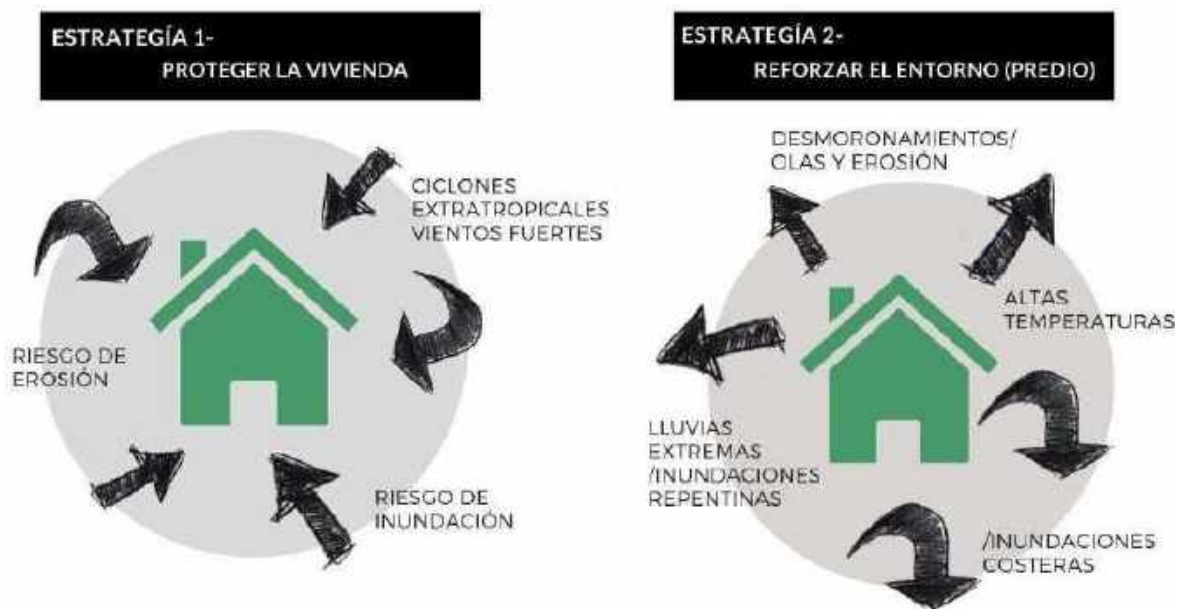 ESTRATEGÍA 1-
PROTEGER LA VIVIENDA
CICLONES
EXTRATROPICALES
VIENTOS FUERTES
RIESGO DE
EROSIÓN
RIESGO DE
INUNDACIÓN
ESTRATEGÍA 2-
REFORZAR EL ENTORNO (PREDIO)
DESMORONAMIENTOS/
OLAS Y EROSIÓN
ALTAS
TEMPERATURAS
LLUVIAS
EXTREMAS
/INUNDACIONES
REPENTINAS
/INUNDACIONES
COSTERAS